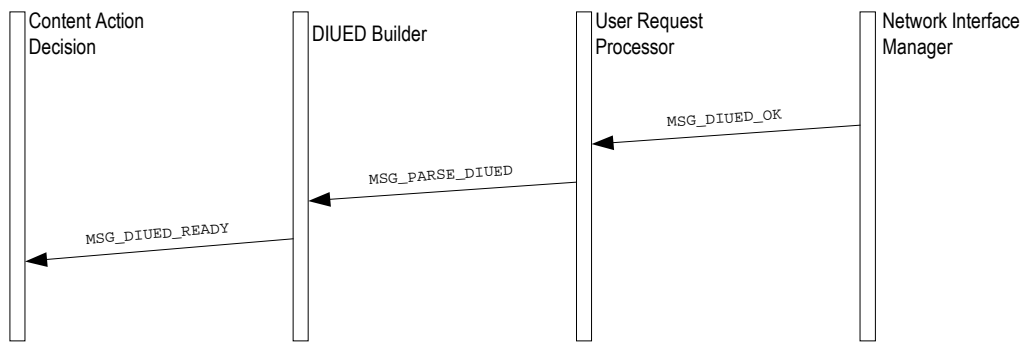 Content Action
Decision
DIUED Builder
User Request
Processor
Network Interface
Manager
MSG_DIUED_OK
MSG_PARSE_DIUED
MSG_DIUED_READY